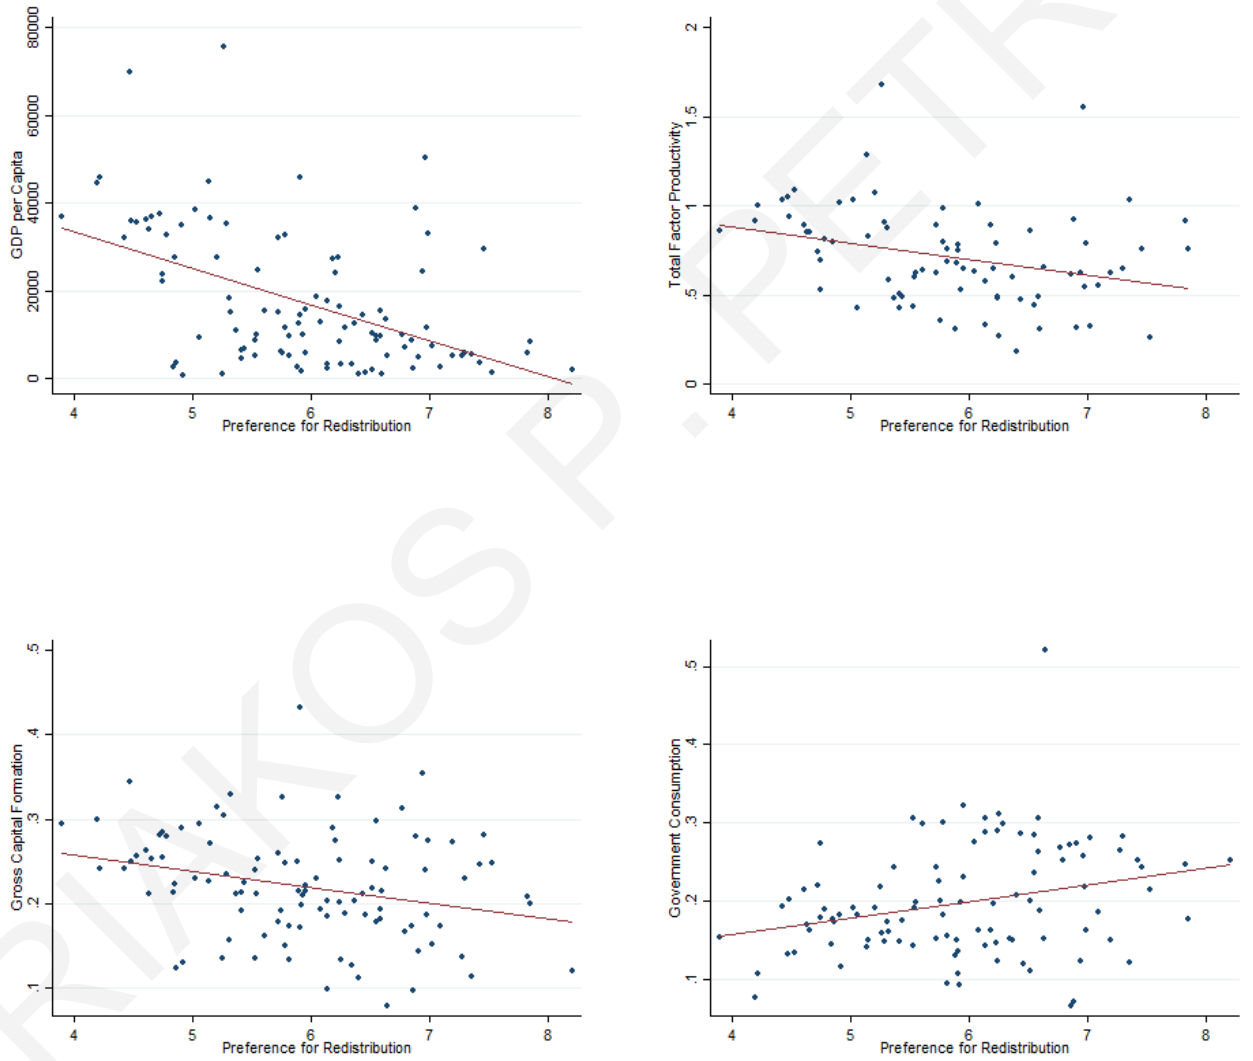 80000
60000
40000
20000
0
GDP per Capita
4 5 6 7 8
Preference for Redistribution
2
1.5
1
.5
0
Total Factor Productivity
4 5 6 7 8
Preference for Redistribution
.5
.4
.3
.2
.1
Gross Capital Formation
4 5 6 7 8
Preference for Redistribution
.5
.4
.3
.2
.1
Government Consumption
4 5 6 7 8
Preference for Redistribution
RIAKOS P. PETR